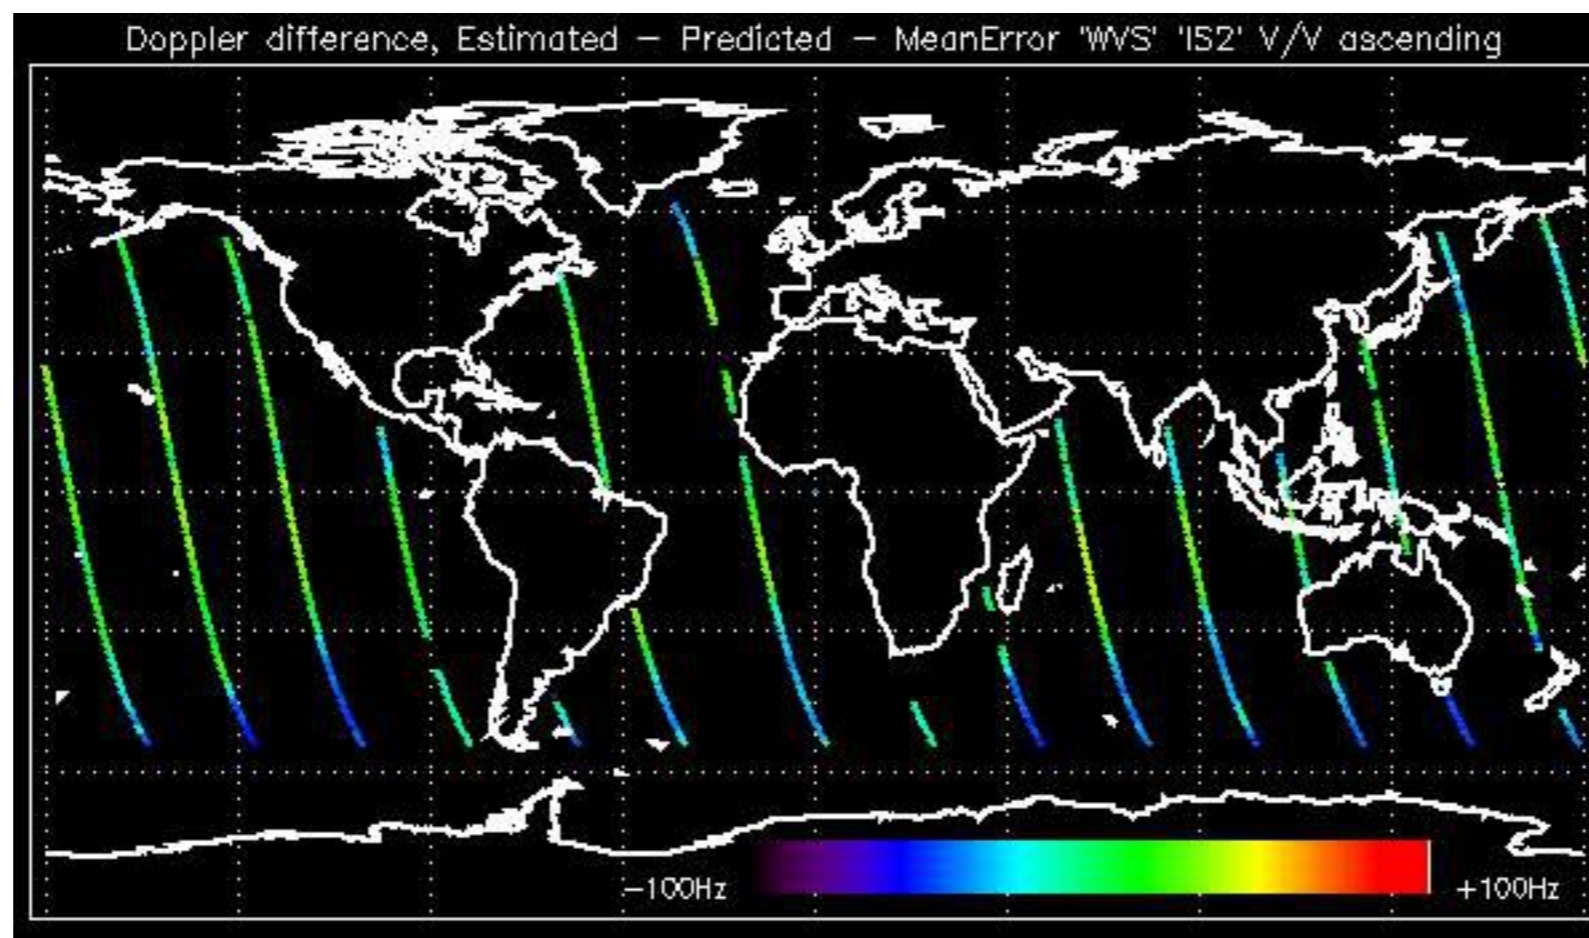 Doppler difference, Estimated – Predicted – MeanError 'WVS' 'IS2' V/V ascending
−100Hz
+100Hz